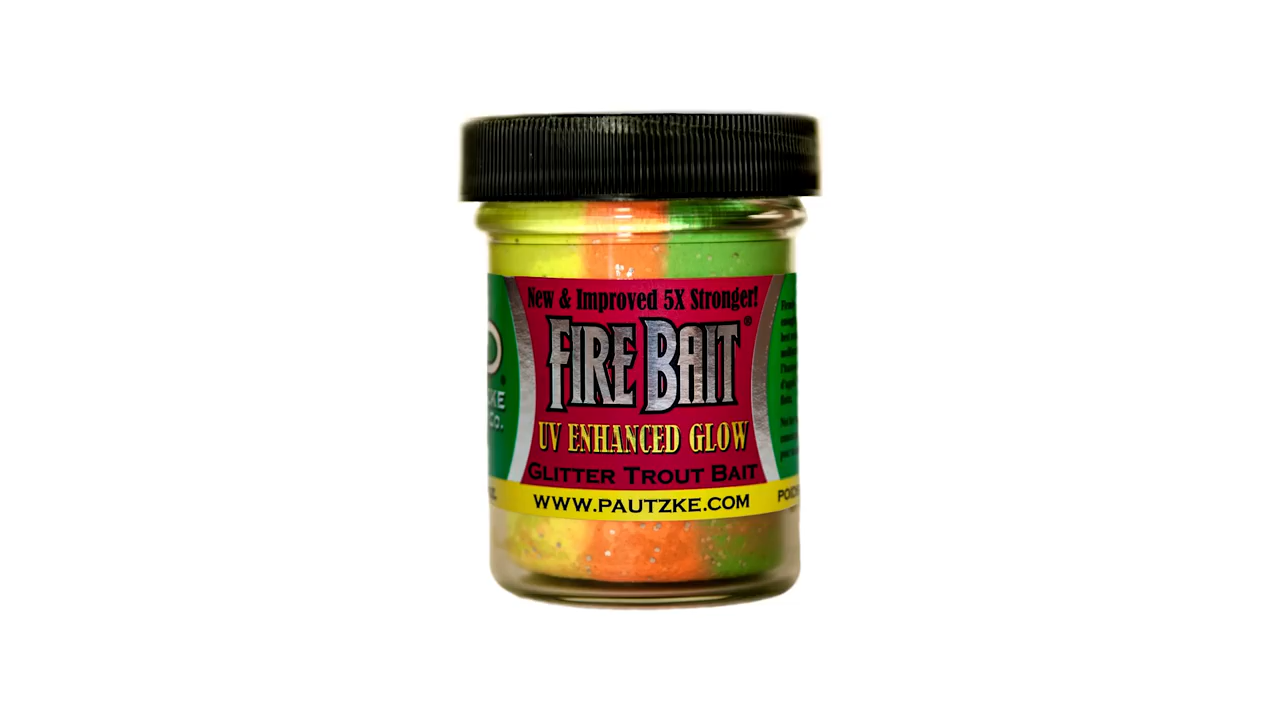 New & Improved 5X Stronger!
FIRE BAIT®
UV ENHANCED GLOW
GLITTER TROUT BAIT
WWW.PAUTZKE.COM